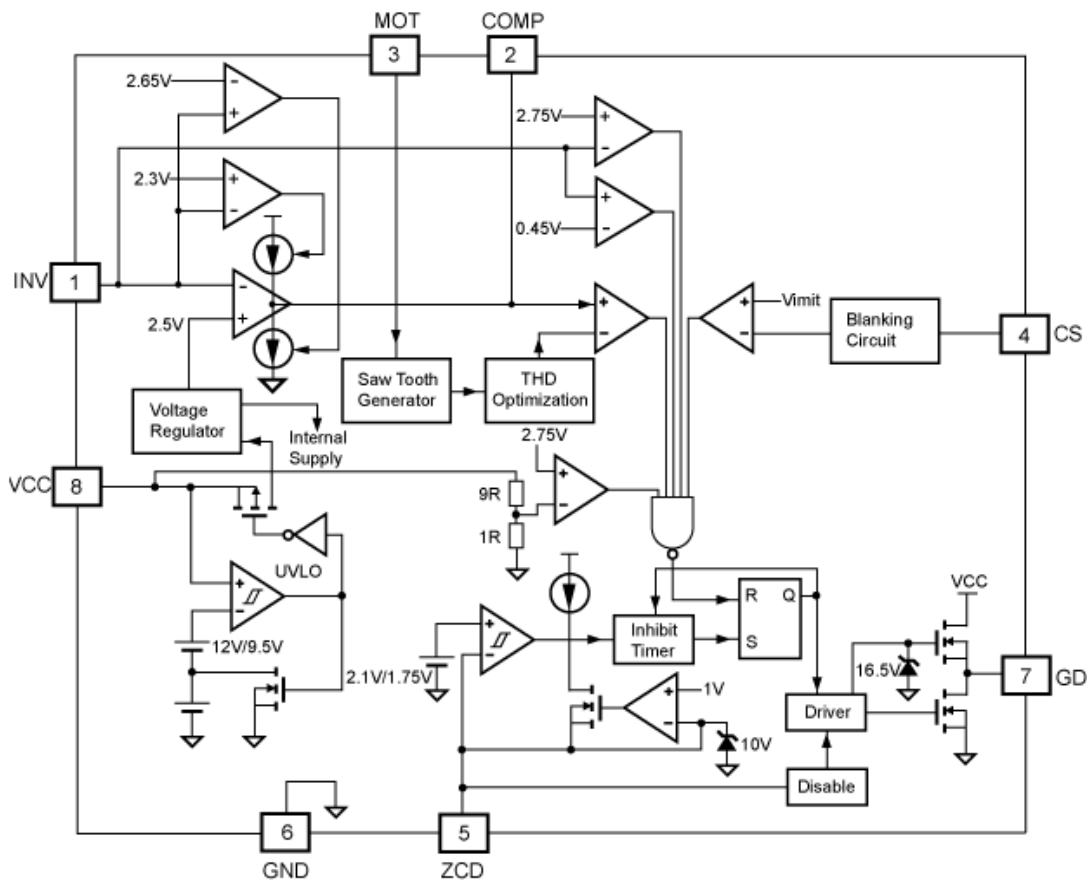 MOT
COMP
3
2
2.65V
-
+
2.75V
+
-
2.3V
+
-
+
0.45V
-
INV
1
-
+
2.5V
+
-
+
Vimit
-
Blanking
Circuit
4
CS
Saw Tooth
Generator
THD
Optimization
Voltage
Regulator
Internal
Supply
2.75V
+
-
VCC
8
9R
1R
UVLO
+
-
12V/9.5V
VCC
R
Q
S
+
-
Inhibit
Timer
2.1V/1.75V
16.5V
7
GD
+
1V
-
Driver
10V
Disable
6
GND
5
ZCD